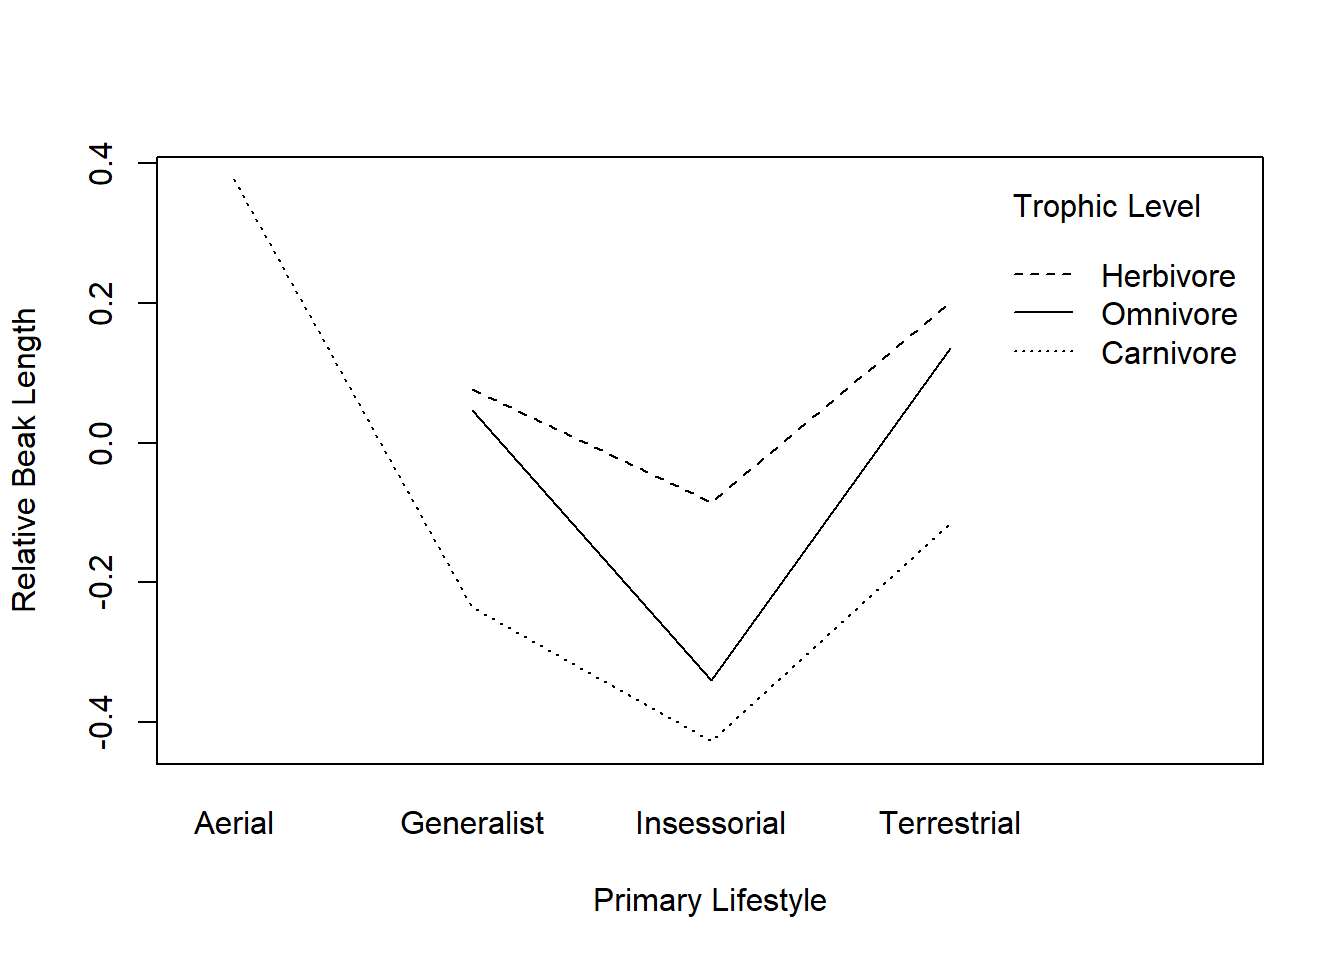 Relative Beak Length
0.4
0.2
0.0
-0.2
-0.4
Trophic Level
Herbivore
Omnivore
Carnivore
Aerial Generalist Insessorial Terrestrial
Primary Lifestyle